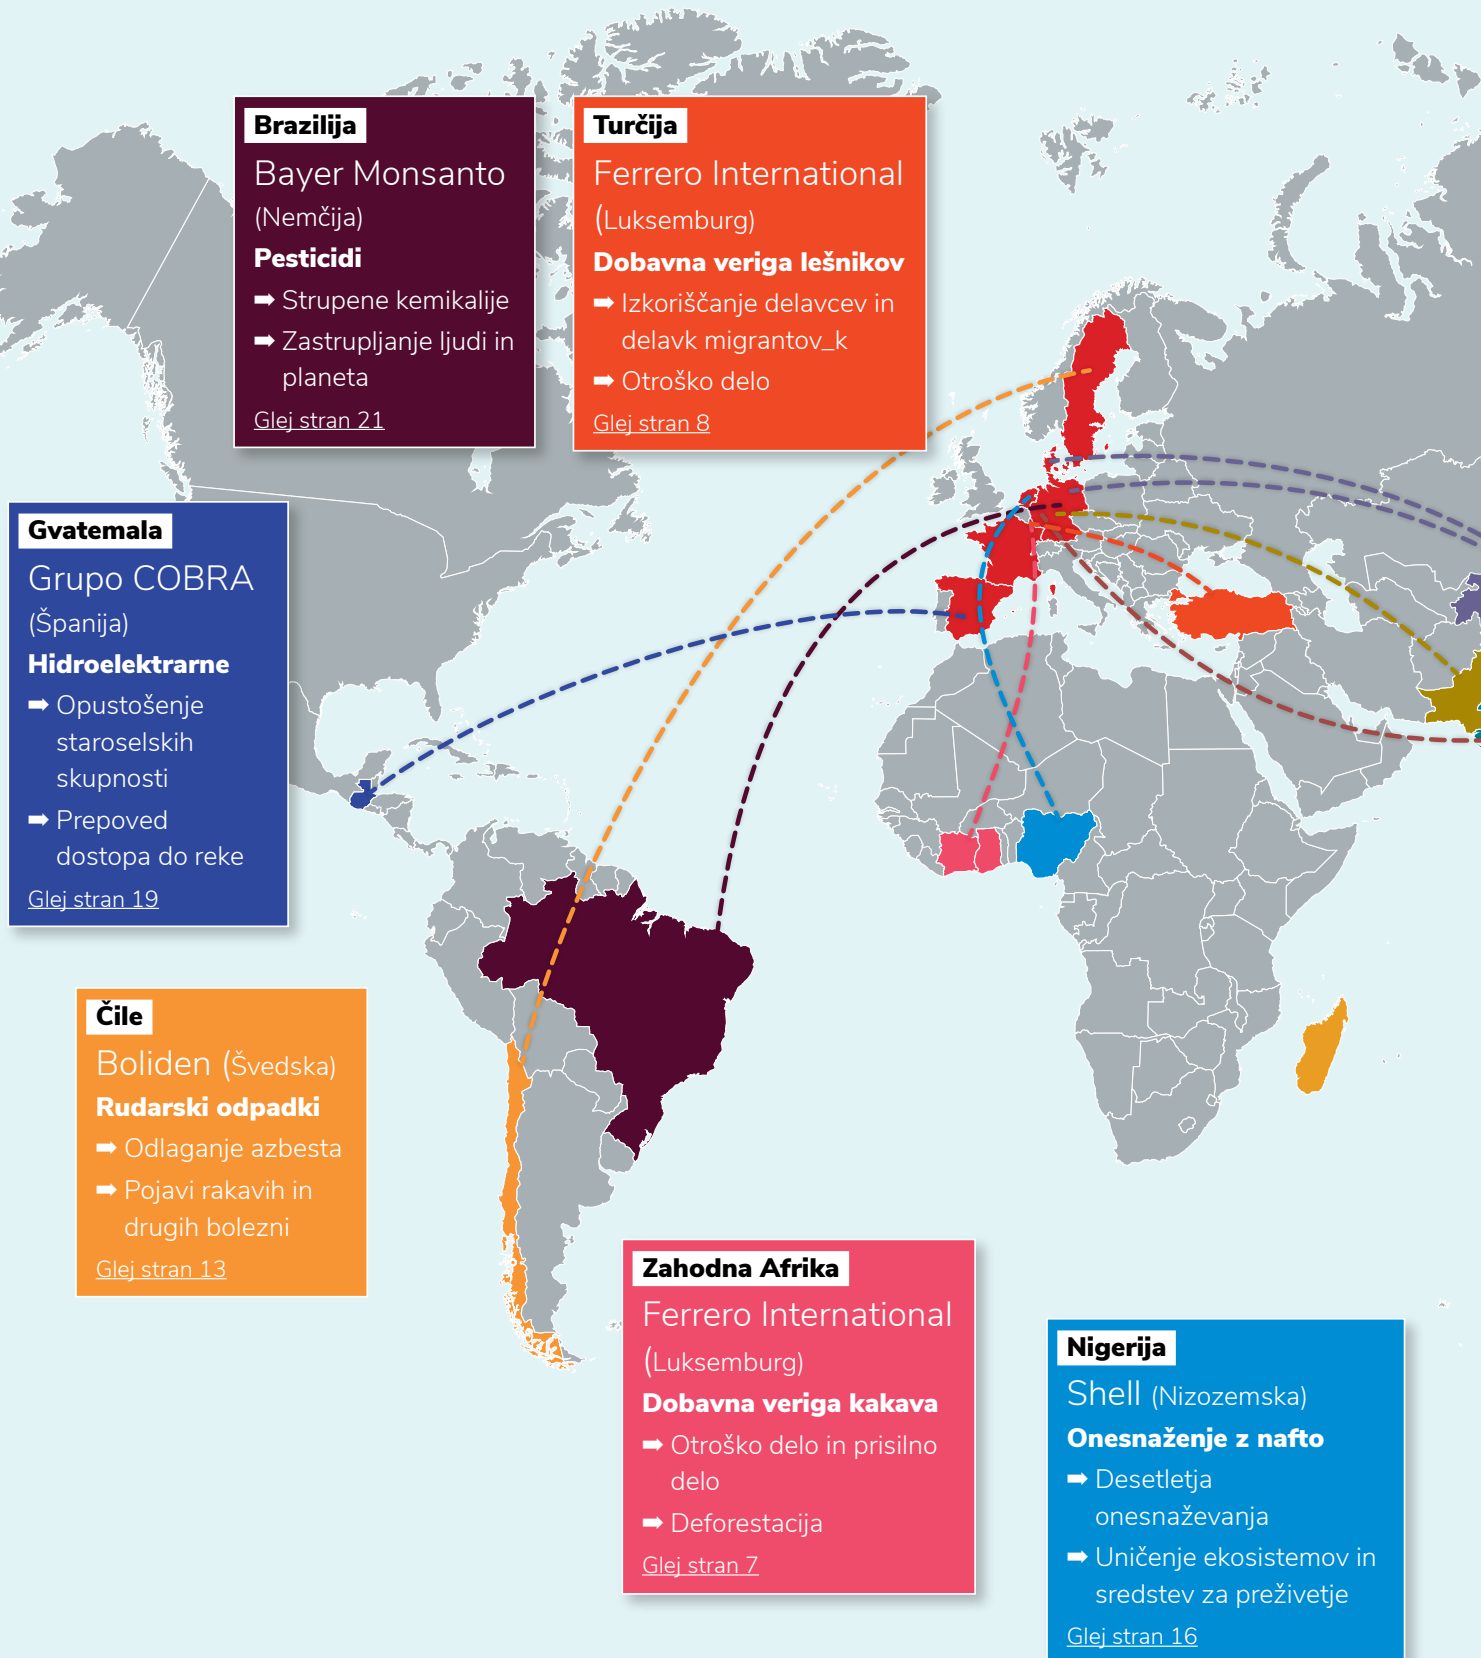 Brazilija
Bayer Monsanto
(Nemčija)
Pesticidi
➡ Strupene kemikalije
➡ Zastrupljanje ljudi in
planeta
Glej stran 21
Turčija
Ferrero International
(Luksemburg)
Dobavna veriga lešnikov
➡ Izkoriščanje delavcev in
delavk migrantov_k
➡ Otroško delo
Glej stran 8
Gvatemala
Grupo COBRA
(Španija)
Hidroelektrarne
➡ Opustošenje
staroselskih
skupnosti
➡ Prepoved
dostopa do reke
Glej stran 19
Čile
Boliden (Švedska)
Rudarski odpadki
➡ Odlaganje azbesta
➡ Pojavi rakavih in
drugih bolezni
Glej stran 13
Zahodna Afrika
Ferrero International
(Luksemburg)
Dobavna veriga kakava
➡ Otroško delo in prisilno
delo
➡ Deforestacija
Glej stran 7
Nigerija
Shell (Nizozemska)
Onesnaženje z nafto
➡ Desetletja
onesnaževanja
➡ Uničenje ekosistemov in
sredstev za preživetje
Glej stran 16